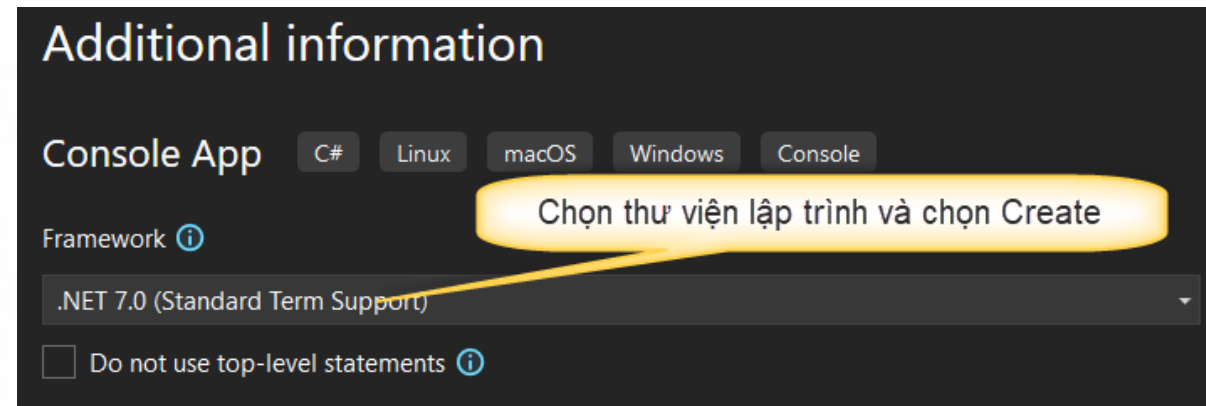 Additional information
Console App C# Linux macOS Windows Console
Chọn thư viện lập trình và chọn Create
Framework
.NET 7.0 (Standard Term Support)
Do not use top-level statements